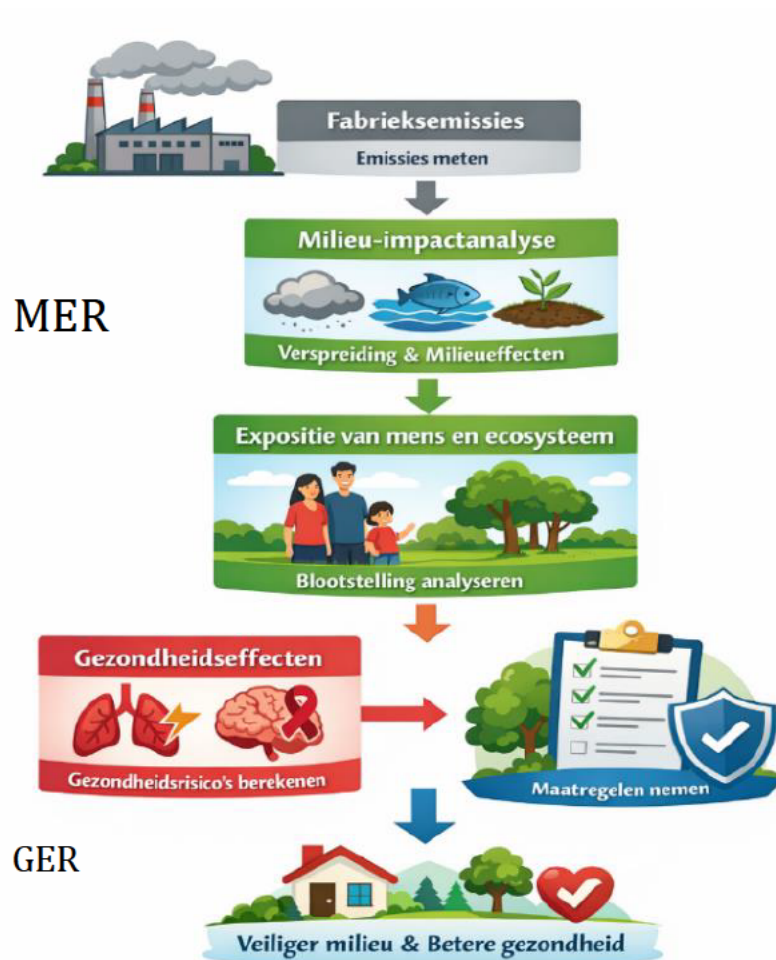 Fabrieksemissies
Emissies meten
Milieu-impactanalyse
MER
Verspreiding & Milieueffecten
Expositie van mens en ecosysteem
Blootstelling analyseren
Gezondheidseffecten
Gezondheidsrisico's berekenen
Maatregelen nemen
GER
Veiliger milieu & Betere gezondheid